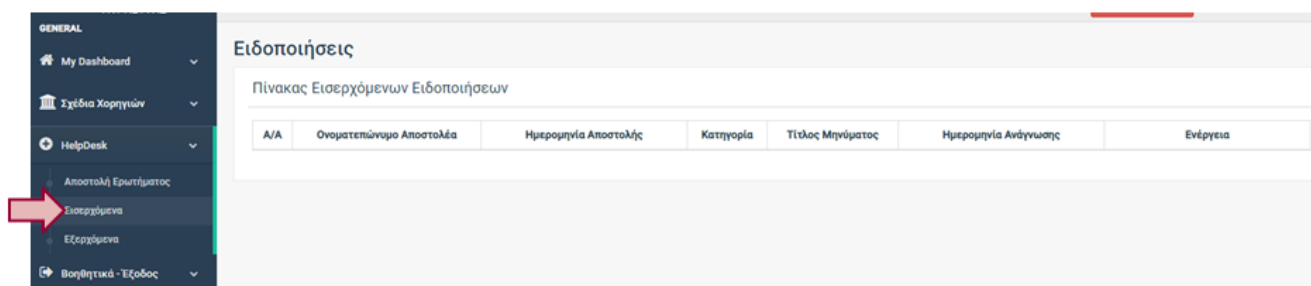 GENERAL
My Dashboard
Σχέδια Χορηγιών
HelpDesk
Αποστολή Ερωτήματος
Εισερχόμενα
Εξερχόμενα
Βοηθητικά - Έξοδος
Ειδοποιήσεις
Πίνακας Εισερχόμενων Ειδοποιήσεων
Α/Α Ονοματεπώνυμο Αποστολέα Ημερομηνία Αποστολής Κατηγορία Τίτλος Μηνύματος Ημερομηνία Ανάγνωσης Ενέργεια